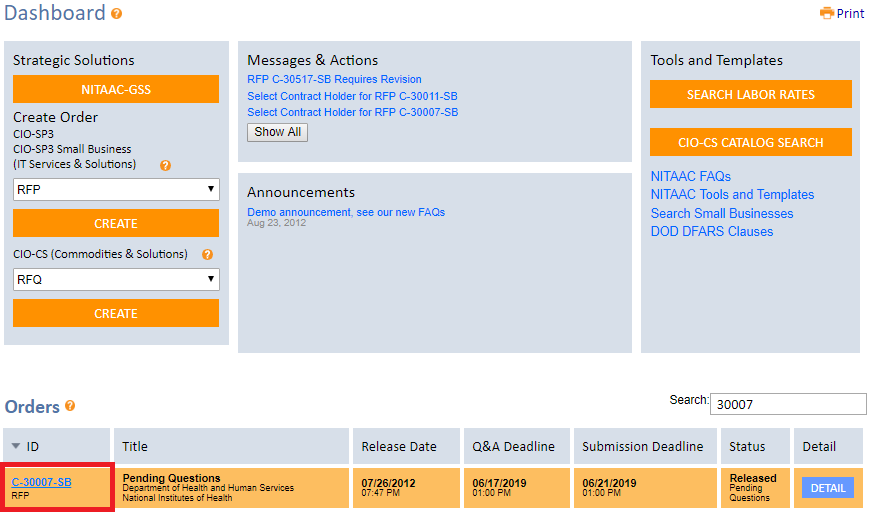 Dashboard
Print
Strategic Solutions
NITAAC-GSS
Create Order
CIO-SP3
CIO-SP3 Small Business
(IT Services & Solutions)
RFP
CREATE
CIO-CS (Commodities & Solutions)
RFQ
CREATE
Messages & Actions
RFP C-30517-SB Requires Revision
Select Contract Holder for RFP C-30011-SB
Select Contract Holder for RFP C-30007-SB
Show All
Announcements
Demo announcement, see our new FAQs
Aug 23, 2012
Tools and Templates
SEARCH LABOR RATES
CIO-CS CATALOG SEARCH
NITAAC FAQs
NITAAC Tools and Templates
Search Small Businesses
DOD DFARS Clauses
Orders
Search: 30007
ID Title Release Date Q&A Deadline Submission Deadline Status Detail
C-30007-SB
RFP
Pending Questions
Department of Health and Human Services
National Institutes of Health
07/26/2012
07:47 PM
06/17/2019
01:00 PM
06/21/2019
01:00 PM
Released
Pending
Questions
DETAIL